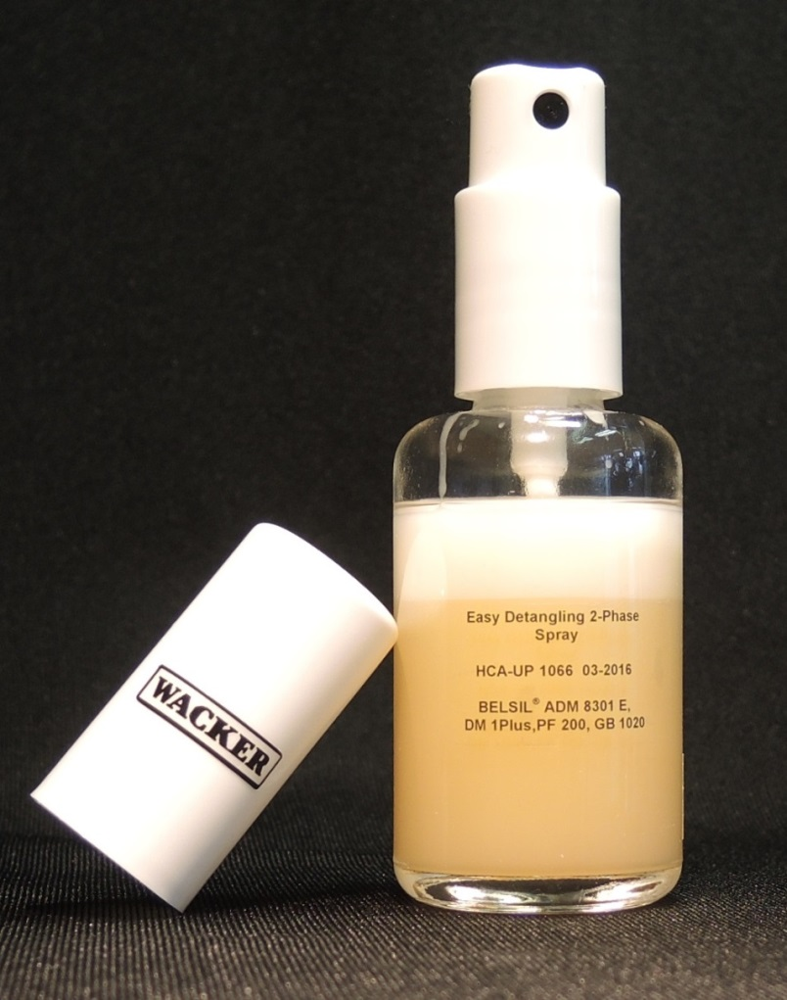 Easy Detangling 2-Phase
Spray
HCA-UP 1066 03-2016
BELSIL® ADM 8301 E,
DM 1Plus,PF 200, GB 1020
WACKER